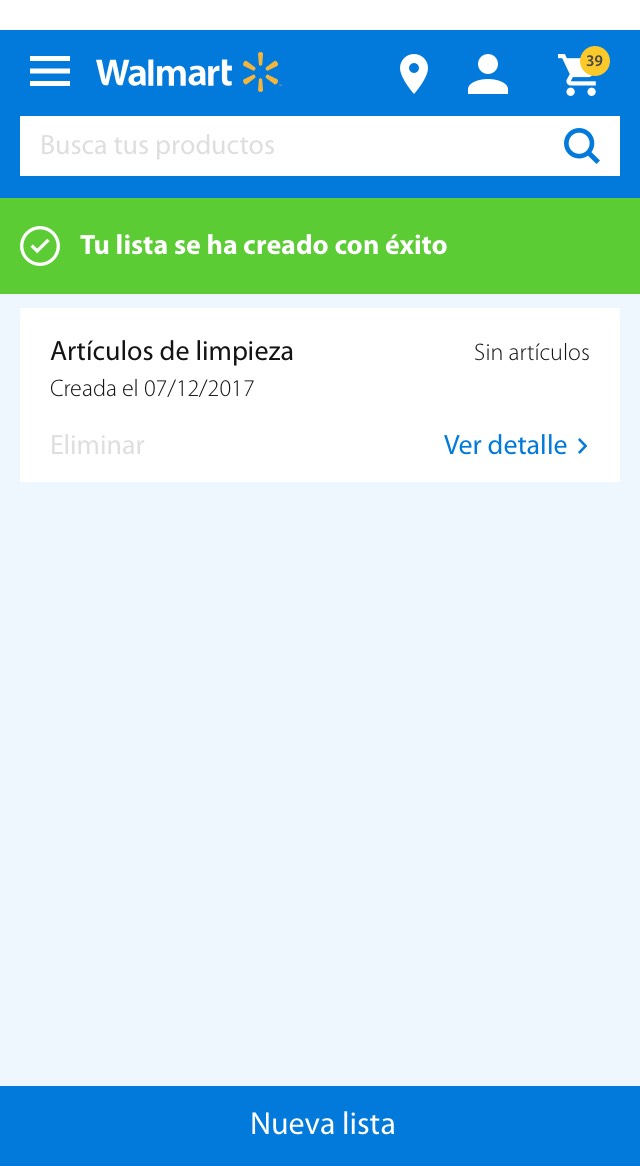 Walmart
39
Busca tus productos
Tu lista se ha creado con éxito
Artículos de limpieza
Sin artículos
Creada el 07/12/2017
Eliminar
Ver detalle
Nueva lista